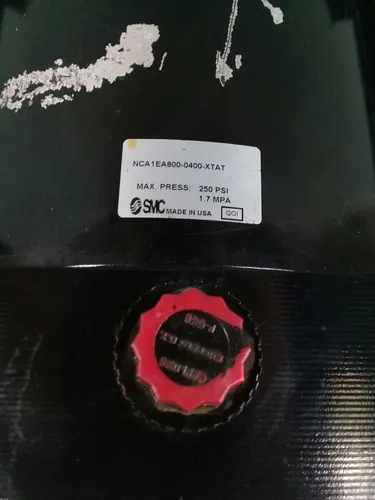 NCA1EA800-0400-XTAT
MAX. PRESS: 250 PSI
1.7 MPA
SMC MADE IN USA QOI